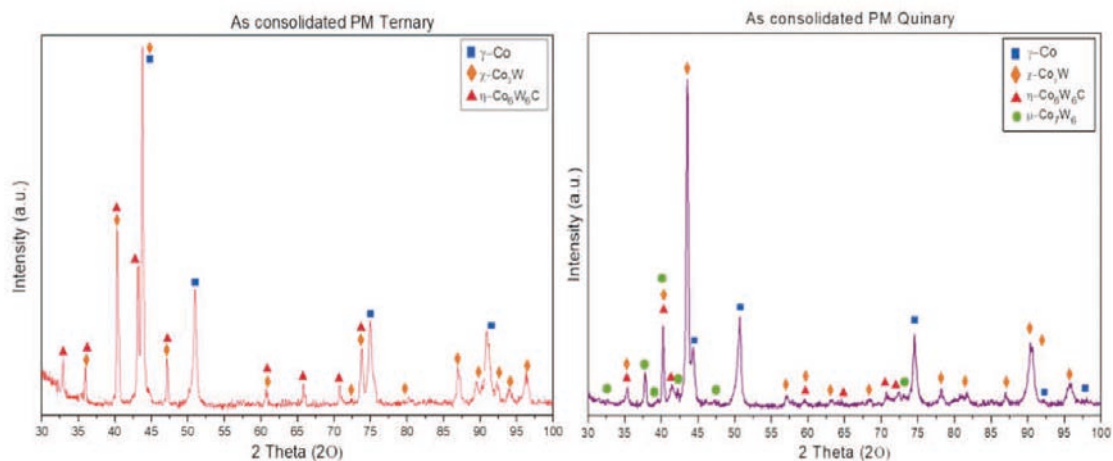 As consolidated PM Ternary
γ-Co
χ-Co₃W
η-Co₆W₆C
Intensity (a.u.)
30 35 40 45 50 55 60 65 70 75 80 85 90 95 100
2 Theta (2Θ)
As consolidated PM Quinary
γ-Co
χ-Co₃W
η-Co₆W₆C
μ-Co₇W₆
Intensity (a.u.)
30 35 40 45 50 55 60 65 70 75 80 85 90 95 100
2 Theta (2Θ)